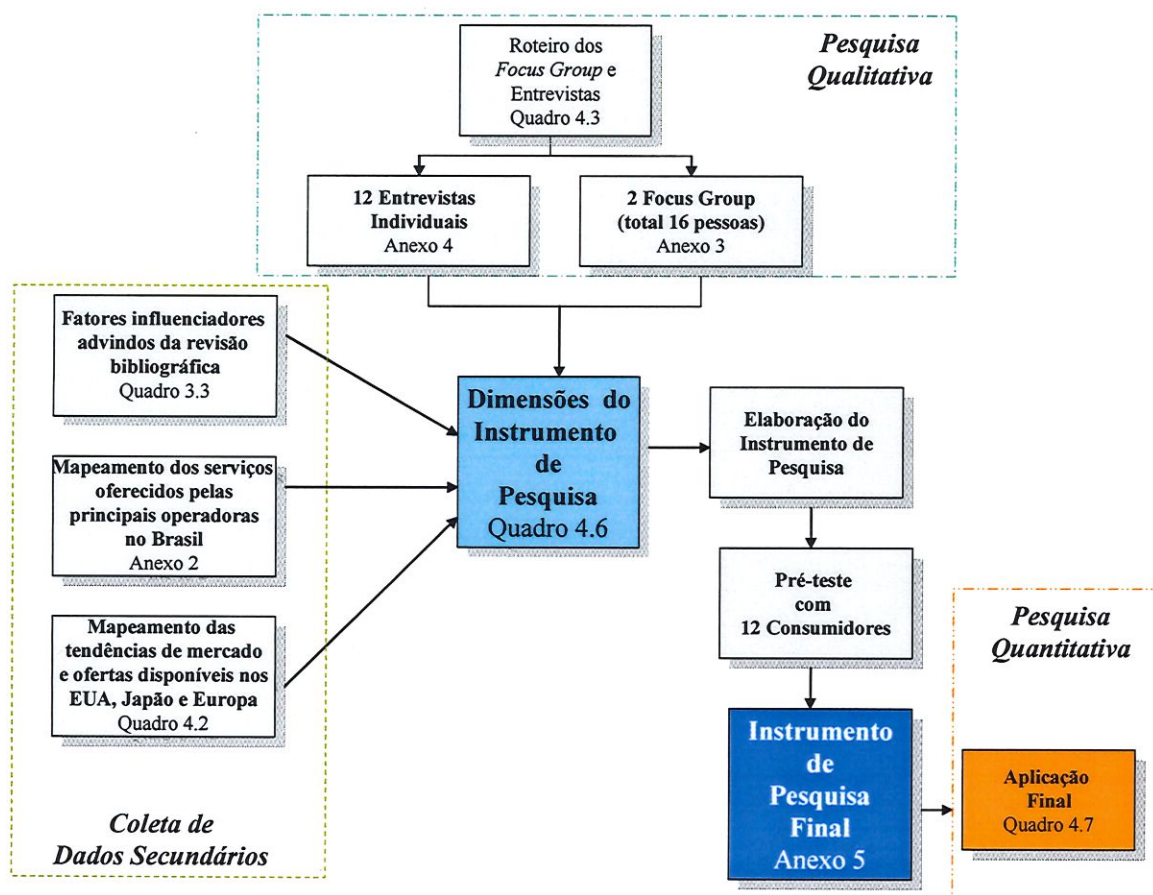 Pesquisa
Qualitativa
Roteiro dos
Focus Group e
Entrevistas
Quadro 4.3
12 Entrevistas
Individuais
Anexo 4
2 Focus Group
(total 16 pessoas)
Anexo 3
Fatores influenciadores
advindos da revisão
bibliográfica
Quadro 3.3
Mapeamento dos serviços
oferecidos pelas
principais operadoras
no Brasil
Anexo 2
Mapeamento das
tendências de mercado
e ofertas disponíveis nos
EUA, Japão e Europa
Quadro 4.2
Coleta de
Dados Secundários
Dimensões do
Instrumento
de
Pesquisa
Quadro 4.6
Elaboração do
Instrumento de
Pesquisa
Pré-teste
com
12 Consumidores
Instrumento
de
Pesquisa
Final
Anexo 5
Pesquisa
Quantitativa
Aplicação
Final
Quadro 4.7